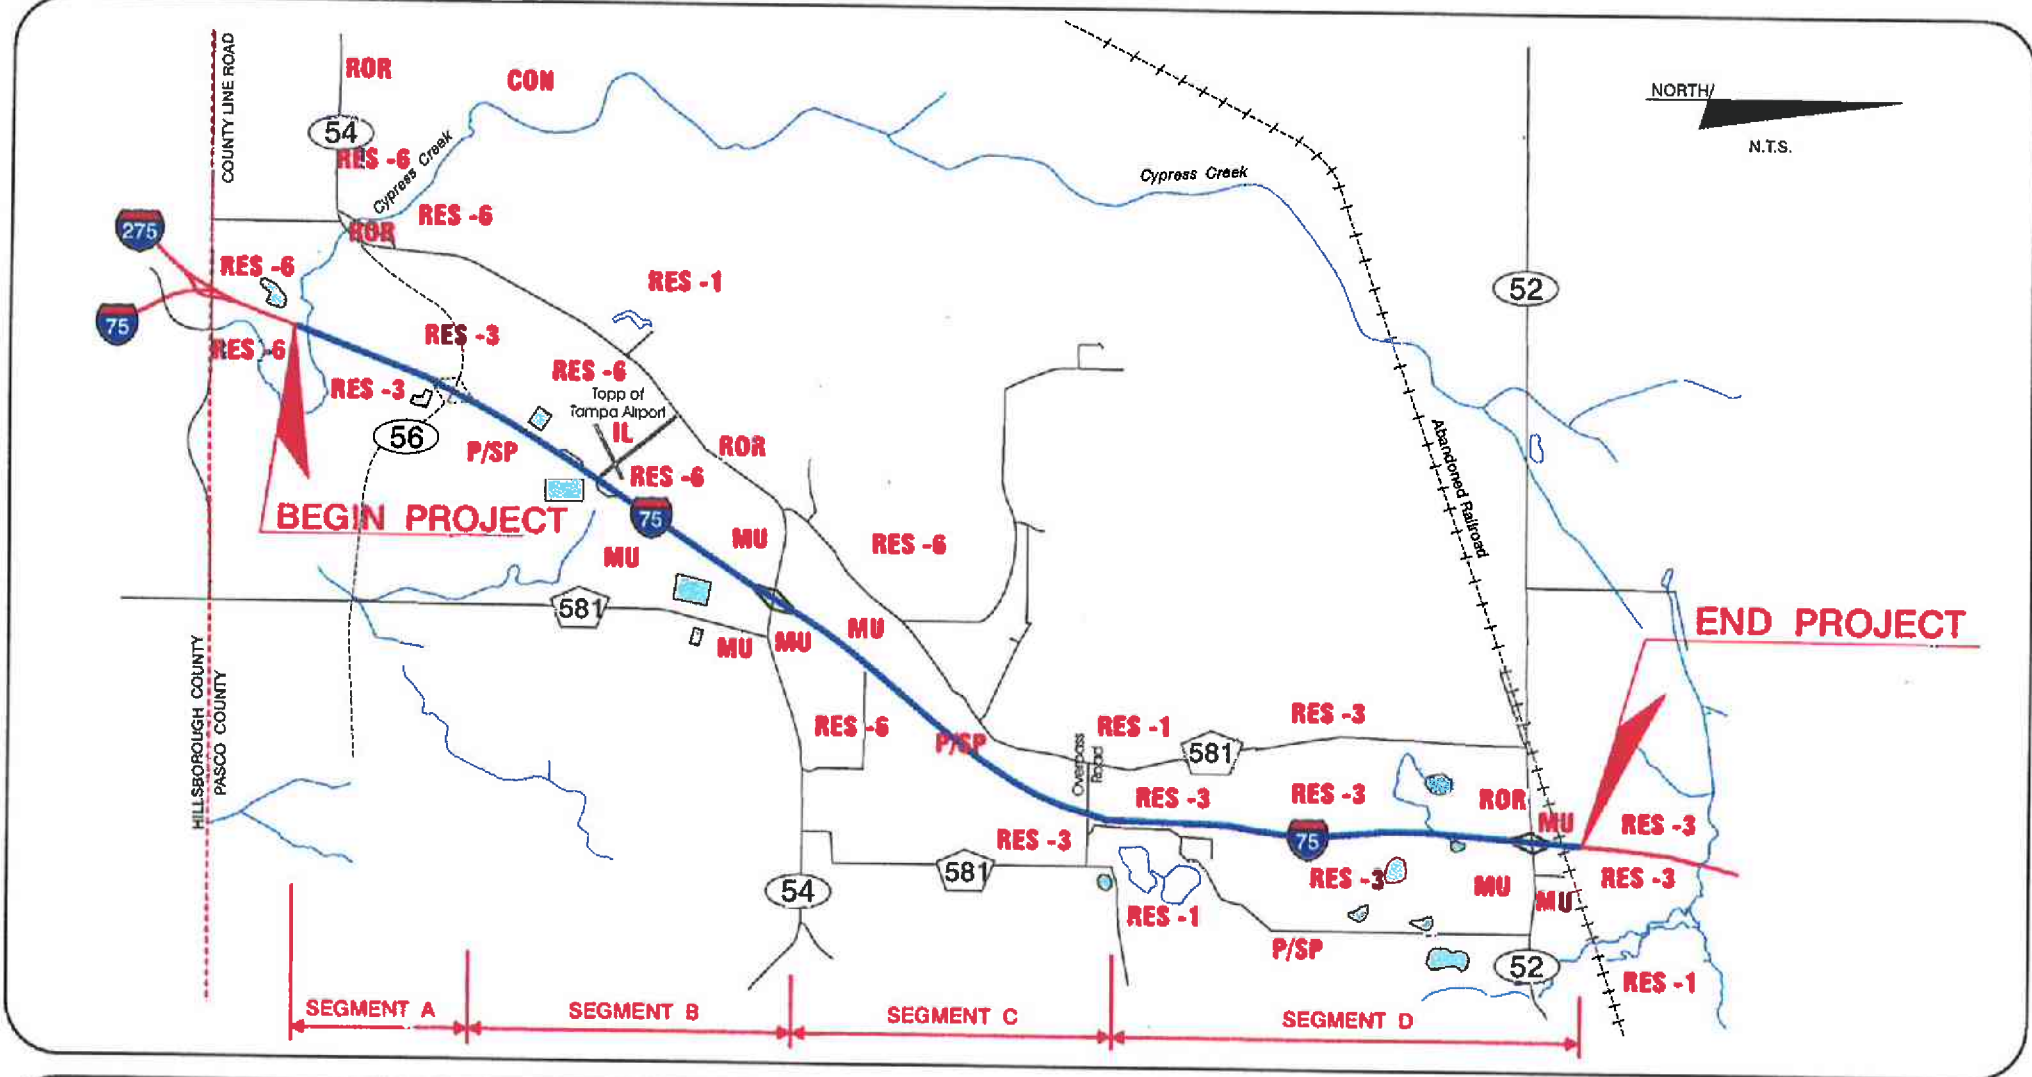 COUNTY LINE ROAD
ROR
54
RES -6
CON
Cypress Creek
RES -6
ROR
NORTH
N.T.S.
Cypress Creek
275
RES -6
75
RES -6
RES -1
52
RES -3
RES -3
RES -6
Topp of
Tampa Airport
IL
56
P/SP
RES -6
ROR
Abandoned Railroad
BEGIN PROJECT
75
MU
MU
RES -6
581
MU
MU
MU
END PROJECT
HILLSBOROUGH COUNTY
PASCO COUNTY
RES -6
P/SP
RES -1
RES -3
581
Overpass
Road
RES -3
RES -3
ROR
MU
RES -3
RES -3
75
581
54
RES -3
MU
MU
RES -3
RES -1
P/SP
52
RES -1
SEGMENT A
SEGMENT B
SEGMENT C
SEGMENT D